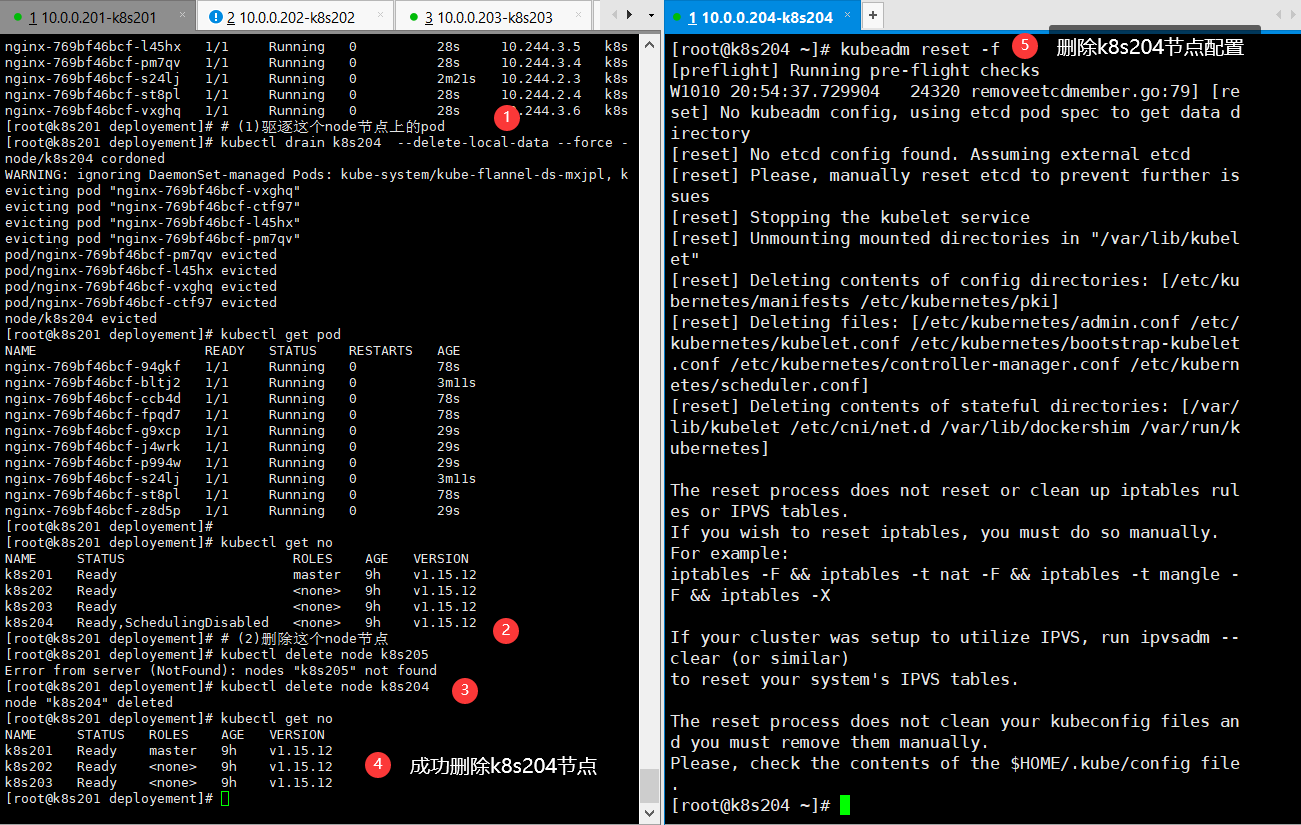 1 10.0.0.201-k8s201 × 2 10.0.0.202-k8s202 × 3 10.0.0.203-k8s203 ×
nginx-769bf46bcf-l45hx 1/1 Running 0 28s 10.244.3.5 k8s
nginx-769bf46bcf-pm7qv 1/1 Running 0 28s 10.244.3.4 k8s
nginx-769bf46bcf-s24lj 1/1 Running 0 2m21s 10.244.2.3 k8s
nginx-769bf46bcf-st8pl 1/1 Running 0 28s 10.244.2.4 k8s
nginx-769bf46bcf-vxghq 1/1 Running 0 28s .244.3.6 k8s
1
[root@k8s201 deployement]# # (1)驱逐这个node节点上的pod
[root@k8s201 deployement]# kubectl drain k8s204 --delete-local-data --force -
node/k8s204 cordoned
WARNING: ignoring DaemonSet-managed Pods: kube-system/kube-flannel-ds-mxjpl, k
evicting pod "nginx-769bf46bcf-vxghq"
evicting pod "nginx-769bf46bcf-ctf97"
evicting pod "nginx-769bf46bcf-l45hx"
evicting pod "nginx-769bf46bcf-pm7qv"
pod/nginx-769bf46bcf-pm7qv evicted
pod/nginx-769bf46bcf-l45hx evicted
pod/nginx-769bf46bcf-vxghq evicted
pod/nginx-769bf46bcf-ctf97 evicted
node/k8s204 evicted
[root@k8s201 deployement]# kubectl get pod
NAME READY STATUS RESTARTS AGE
nginx-769bf46bcf-94gkf 1/1 Running 0 78s
nginx-769bf46bcf-bltj2 1/1 Running 0 3m11s
nginx-769bf46bcf-ccb4d 1/1 Running 0 78s
nginx-769bf46bcf-fpqd7 1/1 Running 0 78s
nginx-769bf46bcf-g9xcp 1/1 Running 0 29s
nginx-769bf46bcf-j4wrk 1/1 Running 0 29s
nginx-769bf46bcf-p994w 1/1 Running 0 29s
nginx-769bf46bcf-s24lj 1/1 Running 0 3m11s
nginx-769bf46bcf-st8pl 1/1 Running 0 78s
nginx-769bf46bcf-z8d5p 1/1 Running 0 29s
[root@k8s201 deployement]#
[root@k8s201 deployement]# kubectl get no
NAME STATUS ROLES AGE VERSION
k8s201 Ready master 9h v1.15.12
k8s202 Ready <none> 9h v1.15.12
k8s203 Ready <none> 9h v1.15.12
k8s204 Ready,SchedulingDisabled <none> 9h v1.15.12
2
[root@k8s201 deployement]# # (2)删除这个node节点
[root@k8s201 deployement]# kubectl delete node k8s205
Error from server (NotFound): nodes "k8s205" not found
[root@k8s201 deployement]# kubectl delete node k8s204
3
node "k8s204" deleted
[root@k8s201 deployement]# kubectl get no
NAME STATUS ROLES AGE VERSION
k8s201 Ready master 9h v1.15.12
k8s202 Ready <none> 9h v1.15.12
k8s203 Ready <none> 9h v1.15.12
4 成功删除k8s204节点
[root@k8s201 deployement]#
1 10.0.0.204-k8s204 × +
[root@k8s204 ~]# kubeadm reset -f
5 删除k8s204节点配置
[preflight] Running pre-flight checks
W1010 20:54:37.729904 24320 removeetcdmember.go:79] [re
set] No kubeadm config, using etcd pod spec to get data d
irectory
[reset] No etcd config found. Assuming external etcd
[reset] Please, manually reset etcd to prevent further is
sues
[reset] Stopping the kubelet service
[reset] Unmounting mounted directories in "/var/lib/kubel
et"
[reset] Deleting contents of config directories: [/etc/ku
bernetes/manifests /etc/kubernetes/pki]
[reset] Deleting files: [/etc/kubernetes/admin.conf /etc/
kubernetes/kubelet.conf /etc/kubernetes/bootstrap-kubelet
.conf /etc/kubernetes/controller-manager.conf /etc/kubern
etes/scheduler.conf]
[reset] Deleting contents of stateful directories: [/var/
lib/kubelet /etc/cni/net.d /var/lib/dockershim /var/run/k
ubernetes]
The reset process does not reset or clean up iptables rul
es or IPVS tables.
If you wish to reset iptables, you must do so manually.
For example:
iptables -F && iptables -t nat -F && iptables -t mangle -
F && iptables -X
If your cluster was setup to utilize IPVS, run ipvsadm --
clear (or similar)
to reset your system's IPVS tables.
The reset process does not clean your kubeconfig files an
d you must remove them manually.
Please, check the contents of the $HOME/.kube/config file
.
[root@k8s204 ~]#